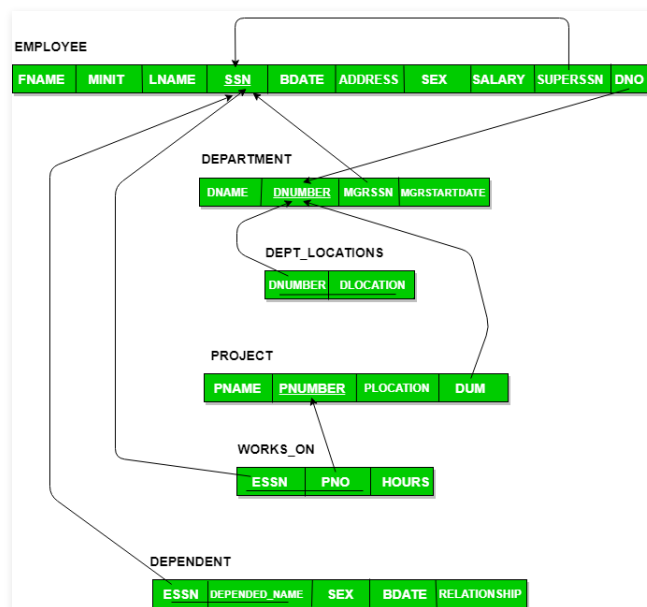 EMPLOYEE
FNAME MINIT LNAME SSN BDATE ADDRESS SEX SALARY SUPERSSN DNO
DEPARTMENT
DNAME DNUMBER MGRSSN MGRSTARTDATE
DEPT_LOCATIONS
DNUMBER DLOCATION
PROJECT
PNAME PNUMBER PLOCATION DUM
WORKS_ON
ESSN PNO HOURS
DEPENDENT
ESSN DEPENDED_NAME SEX BDATE RELATIONSHIP